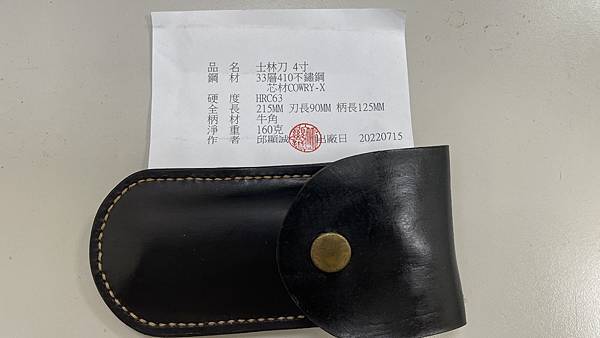 品 名 士林刀 4寸
鋼 材 33層410不鏽鋼
芯材COWRY-X
硬 度 HRC63
全 長 215MM 刃長90MM 柄長125MM
柄 材 牛角
淨 重 160克
作 者 邱顯誠 出廠日 20220715